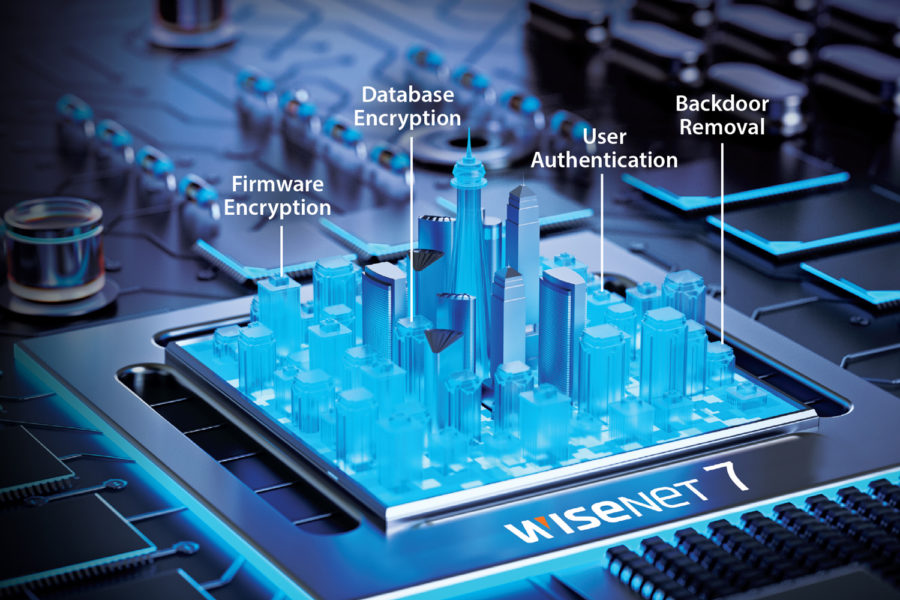 Database
Encryption
Backdoor
Removal
User
Authentication
Firmware
Encryption
WISENET 7